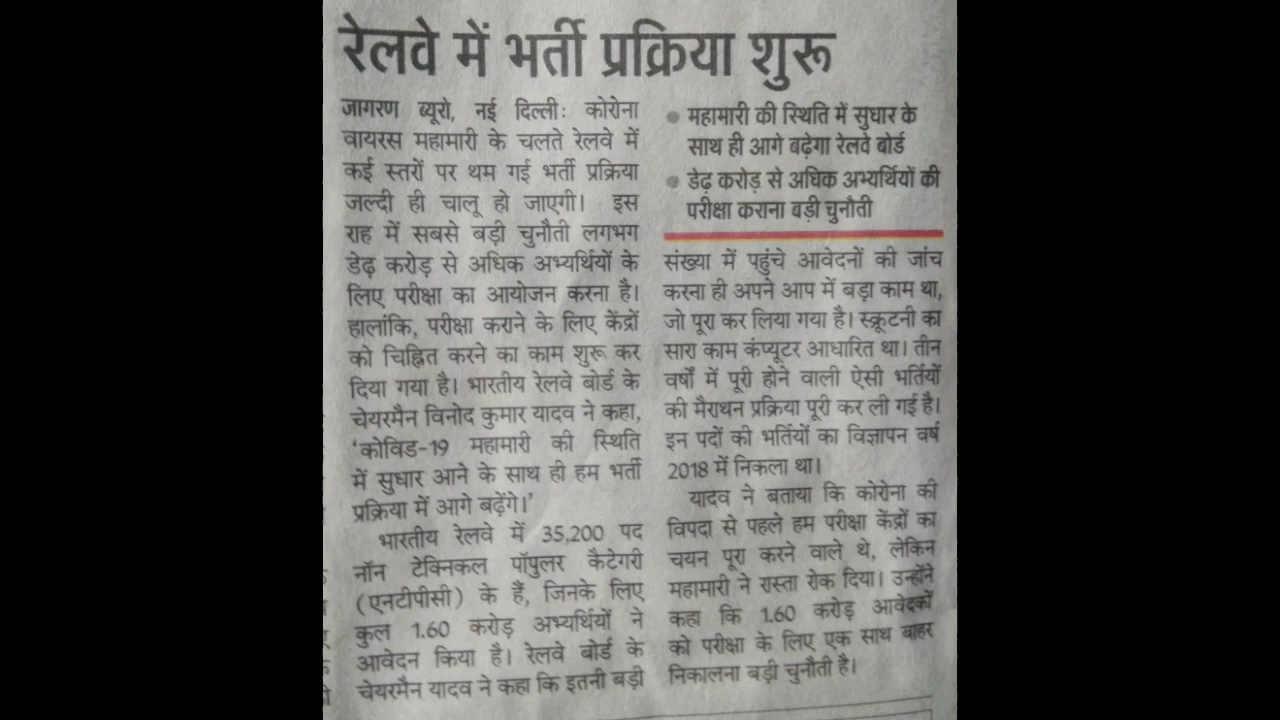 रेलवे में भर्ती प्रक्रिया शुरू
जागरण ब्यूरो, नई दिल्ली: कोरोना
वायरस महामारी के चलते रेलवे में
कई स्तरों पर थम गई भर्ती प्रक्रिया
जल्दी ही चालू हो जाएगी। इस
राह में सबसे बड़ी चुनौती लगभग
डेढ़ करोड़ से अधिक अभ्यर्थियों के
लिए परीक्षा का आयोजन करना है।
हालांकि, परीक्षा कराने के लिए केंद्रों
को चिह्नित करने का काम शुरू कर
दिया गया है। भारतीय रेलवे बोर्ड के
चेयरमैन विनोद कुमार यादव ने कहा,
'कोविड-19 महामारी की स्थिति
में सुधार आने के साथ ही हम भर्ती
प्रक्रिया में आगे बढ़ेंगे।'
भारतीय रेलवे में 35,200 पद
नॉन टेक्निकल पॉपुलर कैटेगरी
(एनटीपीसी) के हैं, जिनके लिए
कुल 1.60 करोड़ अभ्यर्थियों ने
आवेदन किया है। रेलवे बोर्ड के
चेयरमैन यादव ने कहा कि इतनी बड़ी
• महामारी की स्थिति में सुधार के
साथ ही आगे बढ़ेगा रेलवे बोर्ड
• डेढ़ करोड़ से अधिक अभ्यर्थियों की
परीक्षा कराना बड़ी चुनौती
संख्या में पहुंचे आवेदनों की जांच
करना ही अपने आप में बड़ा काम था,
जो पूरा कर लिया गया है। स्क्रूटनी का
सारा काम कंप्यूटर आधारित था। तीन
वर्षों में पूरी होने वाली ऐसी भर्तियों
की मैराथन प्रक्रिया पूरी कर ली गई है।
इन पदों की भर्तियों का विज्ञापन वर्ष
2018 में निकला था।
यादव ने बताया कि कोरोना की
विपदा से पहले हम परीक्षा केंद्रों का
चयन पूरा करने वाले थे, लेकिन
महामारी ने रास्ता रोक दिया। उन्होंने
कहा कि 1.60 करोड़ आवेदकों
को परीक्षा के लिए एक साथ बाहर
निकालना बड़ी चुनौती है।